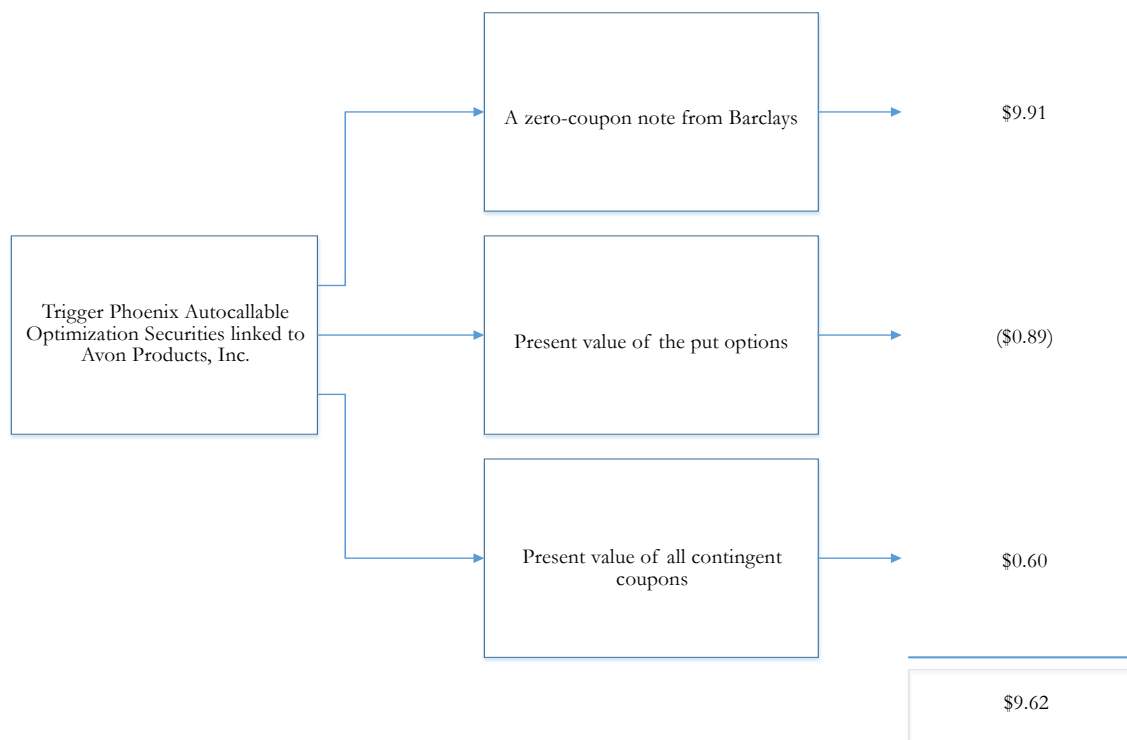 A zero-coupon note from Barclays
$9.91
Trigger Phoenix Autocallable
Optimization Securities linked to
Avon Products, Inc.
Present value of the put options
($0.89)
Present value of all contingent
coupons
$0.60
$9.62